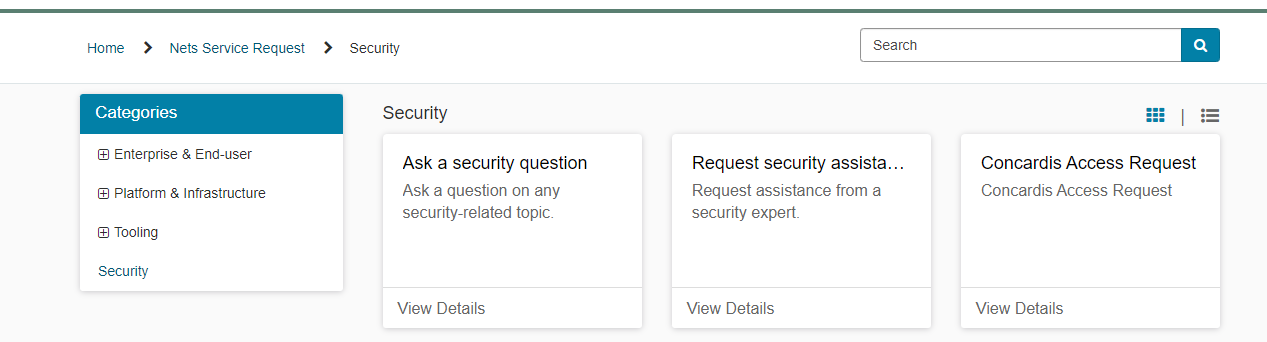 Home Nets Service Request Security
Search
Categories
Enterprise & End-user
Platform & Infrastructure
Tooling
Security
Security
|
Ask a security question
Ask a question on any
security-related topic.
View Details
Request security assista…
Request assistance from a
security expert.
View Details
Concardis Access Request
Concardis Access Request
View Details